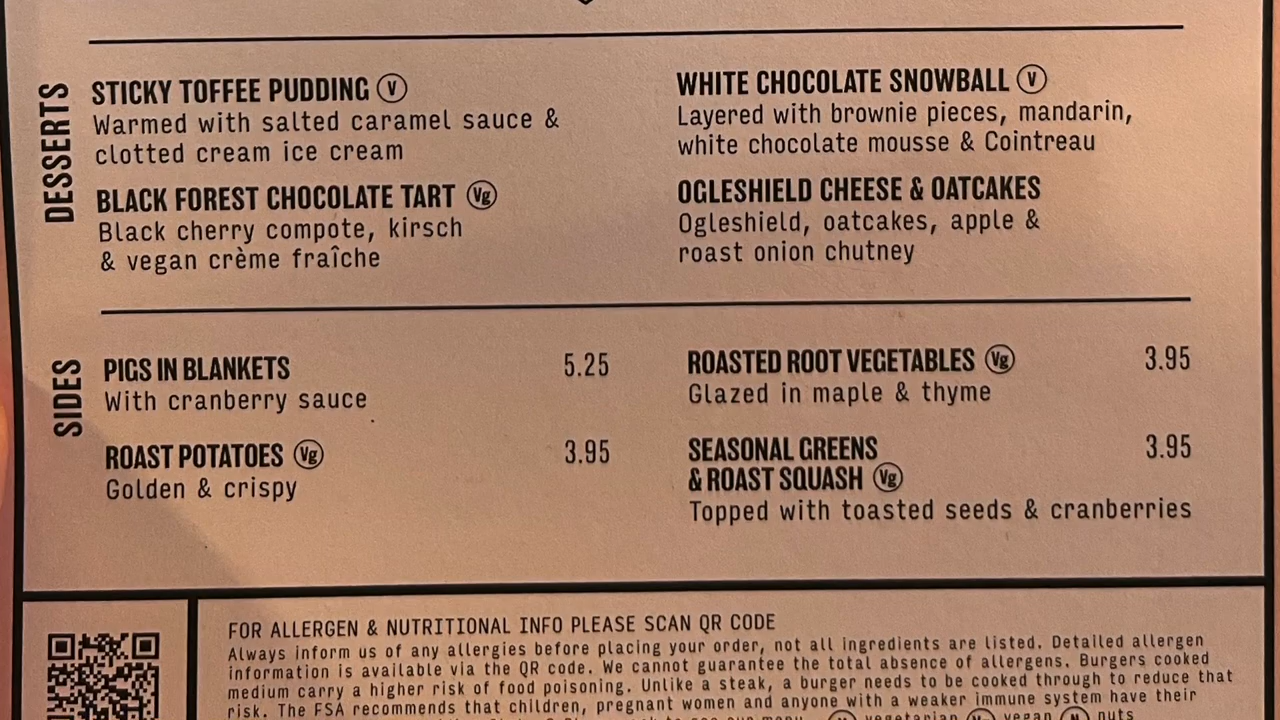 DESSERTS
STICKY TOFFEE PUDDING V
Warmed with salted caramel sauce &
clotted cream ice cream
BLACK FOREST CHOCOLATE TART Vg
Black cherry compote, kirsch
& vegan crème fraîche
WHITE CHOCOLATE SNOWBALL V
Layered with brownie pieces, mandarin,
white chocolate mousse & Cointreau
OGLESHIELD CHEESE & OATCAKES
Ogleshield, oatcakes, apple &
roast onion chutney
SIDES
PIGS IN BLANKETS 5.25
With cranberry sauce
ROAST POTATOES Vg 3.95
Golden & crispy
ROASTED ROOT VEGETABLES Vg 3.95
Glazed in maple & thyme
SEASONAL GREENS 3.95
& ROAST SQUASH Vg
Topped with toasted seeds & cranberries
FOR ALLERGEN & NUTRITIONAL INFO PLEASE SCAN QR CODE
Always inform us of any allergies before placing your order, not all ingredients are listed. Detailed allergen
information is available via the QR code. We cannot guarantee the total absence of allergens. Burgers cooked
medium carry a higher risk of food poisoning. Unlike a steak, a burger needs to be cooked through to reduce that
risk. The FSA recommends that children, pregnant women and anyone with a weaker immune system have their
vegetarian vegan nuts